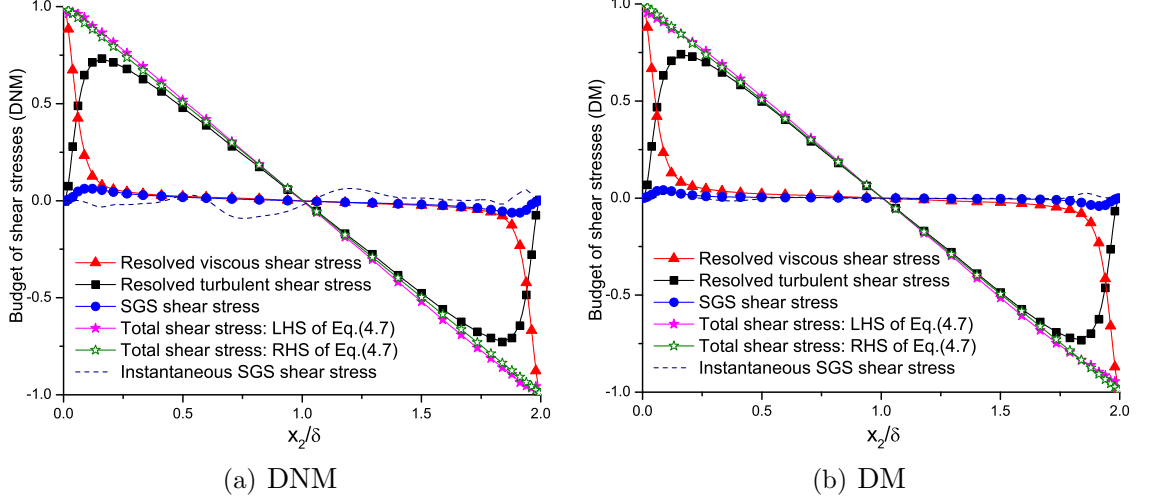 1.0
0.5
0.0
-0.5
-1.0
Budget of shear stresses (DNM)
Resolved viscous shear stress
Resolved turbulent shear stress
SGS shear stress
Total shear stress: LHS of Eq.(4.7)
Total shear stress: RHS of Eq.(4.7)
Instantaneous SGS shear stress
0.0 0.5 1.0 1.5 2.0
x₂/δ
(a) DNM
1.0
0.5
0.0
-0.5
-1.0
Budget of shear stresses (DM)
Resolved viscous shear stress
Resolved turbulent shear stress
SGS shear stress
Total shear stress: LHS of Eq.(4.7)
Total shear stress: RHS of Eq.(4.7)
Instantaneous SGS shear stress
0.0 0.5 1.0 1.5 2.0
x₂/δ
(b) DM